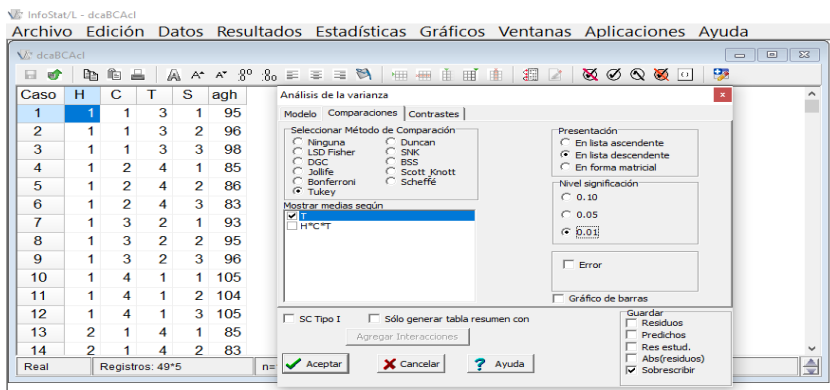 InfoStat/L - dcaBCAcl
Archivo Edición Datos Resultados Estadísticas Gráficos Ventanas Aplicaciones Ayuda
dcaBCAcl
Caso H C T S agh
1 1 1 3 1 95
2 1 1 3 2 96
3 1 1 3 3 98
4 1 2 4 1 85
5 1 2 4 2 86
6 1 2 4 3 83
7 1 3 2 1 93
8 1 3 2 2 95
9 1 3 2 3 96
10 1 4 1 1 105
11 1 4 1 2 104
12 1 4 1 3 105
13 2 1 4 1 85
14 2 1 4 2 83
Real Registros: 49*5 n=
Análisis de la varianza
Modelo Comparaciones Contrastes
Seleccionar Método de Comparación
Ninguna Duncan
LSD Fisher SNK
DGC BSS
Jollife Scott Knott
Bonferroni Scheffé
Tukey
Presentación
En lista ascendente
En lista descendente
En forma matricial
Mostrar medias según
T
H*C*T
Nivel significación
0.10
0.05
0.01
Error
Gráfico de barras
SC Tipo I Sólo generar tabla resumen con
Agregar Interacciones
Guardar
Residuos
Predichos
Res estud.
Abs(residuos)
Sobrescribir
Aceptar Cancelar Ayuda